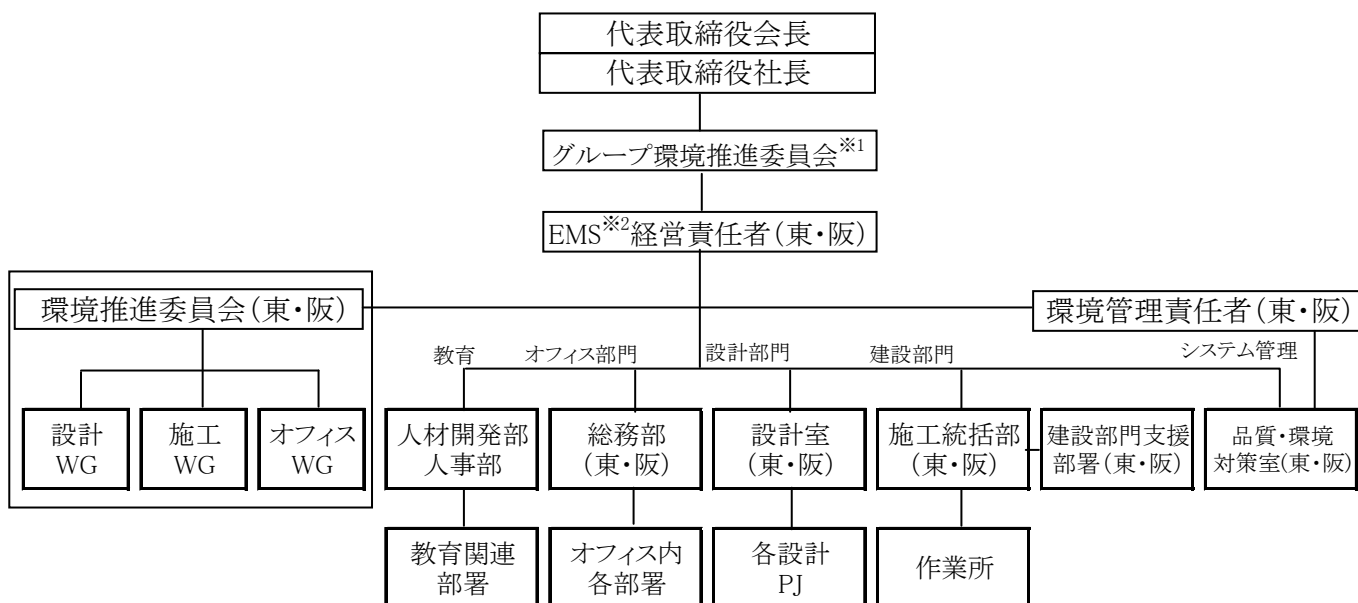 代表取締役会長
代表取締役社長
グループ環境推進委員会※1
EMS※2経営責任者(東・阪)
環境推進委員会(東・阪)
環境管理責任者(東・阪)
教育
オフィス部門
設計部門
建設部門
システム管理
設計
WG
施工
WG
オフィス
WG
人材開発部
人事部
総務部
(東・阪)
設計室
(東・阪)
施工統括部
(東・阪)
建設部門支援
部署(東・阪)
品質・環境
対策室(東・阪)
教育関連
部署
オフィス内
各部署
各設計
PJ
作業所